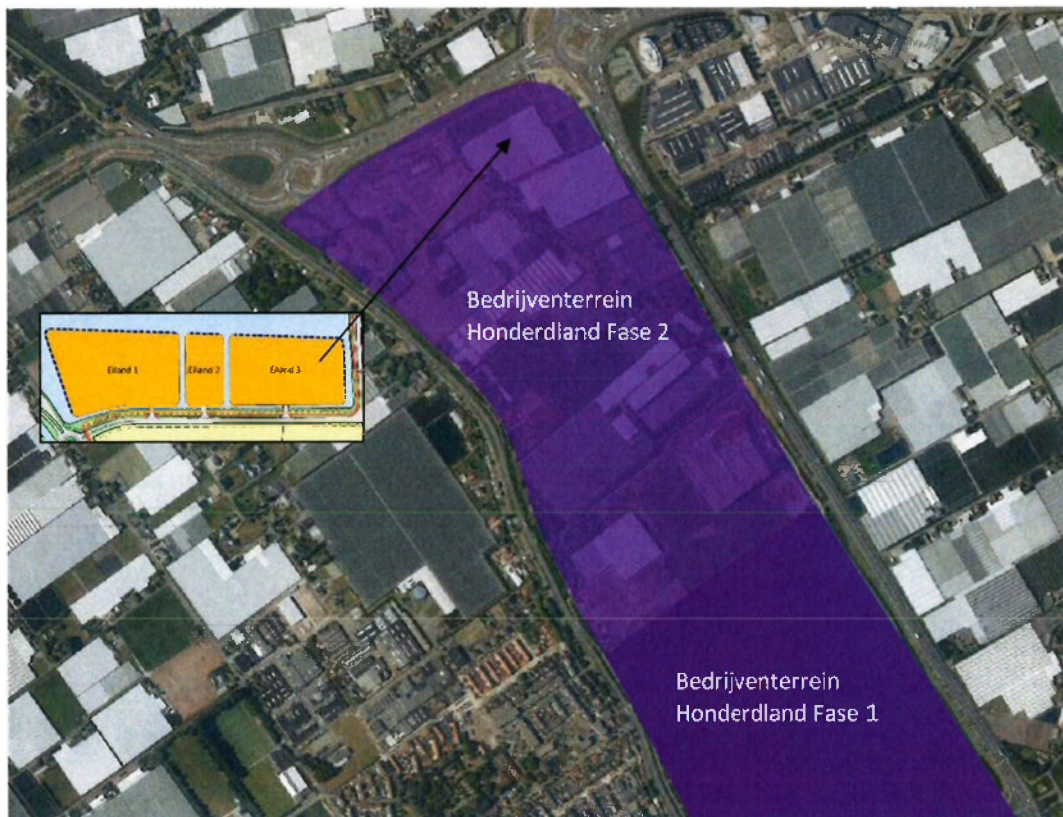 Bedrijventerrein
Honderdland Fase 2
Eiland 1
Eiland 2
Eiland 3
Bedrijventerrein
Honderdland Fase 1